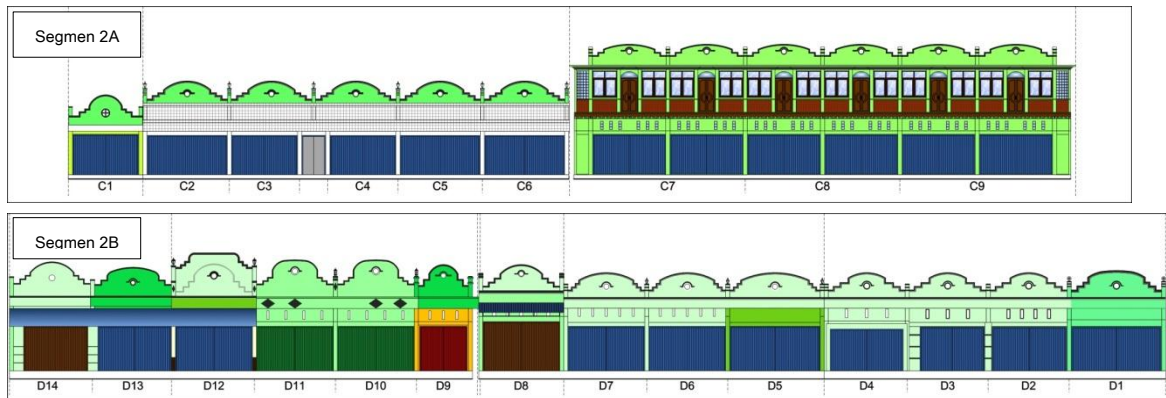 Segmen 2A
C1 C2 C3 C4 C5 C6 C7 C8 C9
Segmen 2B
D14 D13 D12 D11 D10 D9 D8 D7 D6 D5 D4 D3 D2 D1